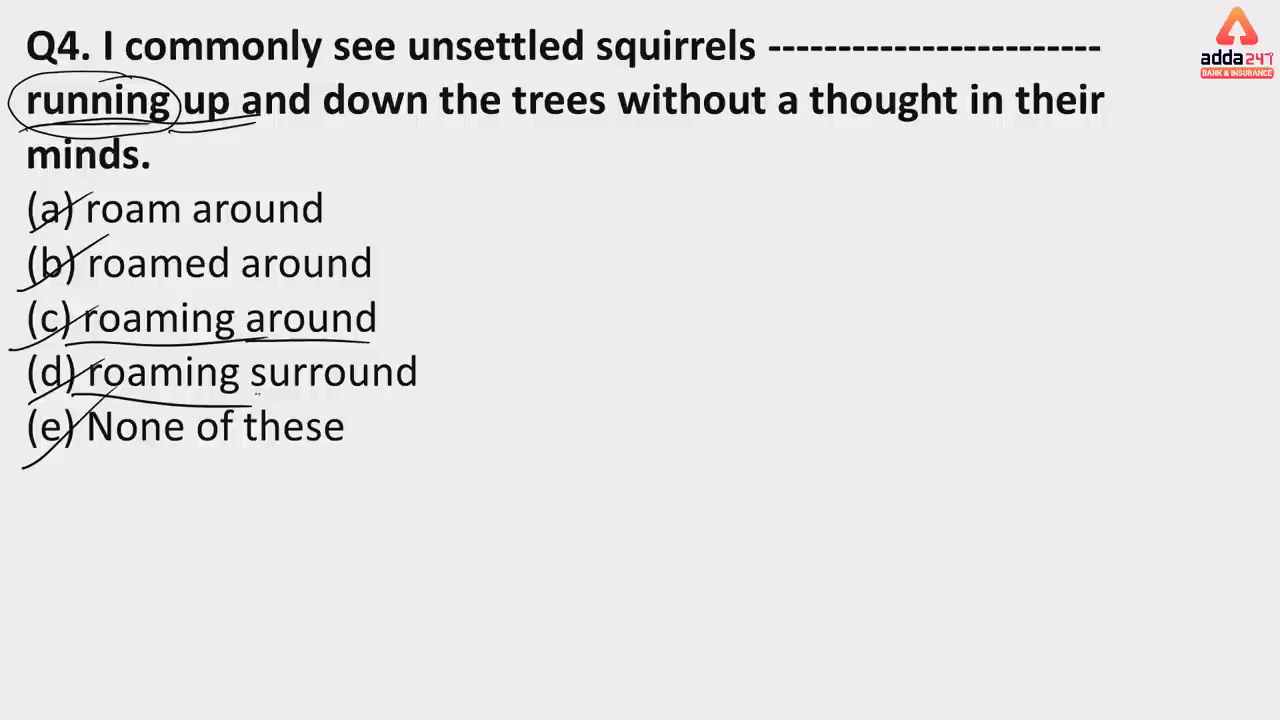 Q4. I commonly see unsettled squirrels ------------------------
running up and down the trees without a thought in their
minds.
(a) roam around
(b) roamed around
(c) roaming around
(d) roaming surround
(e) None of these
adda247
BANK & INSURANCE